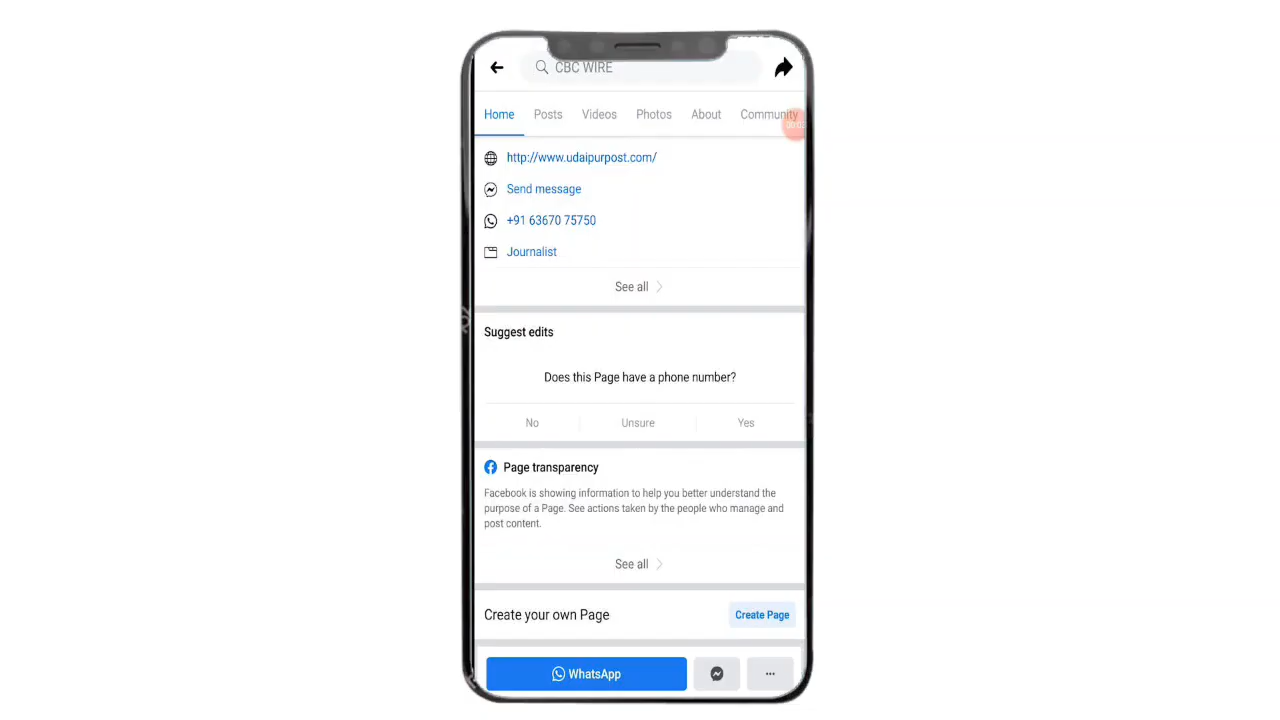 CBC WIRE
Home Posts Videos Photos About Community
http://www.udaipurpost.com/
Send message
+91 63670 75750
Journalist
See all
Suggest edits
Does this Page have a phone number?
No Unsure Yes
Page transparency
Facebook is showing information to help you better understand the
purpose of a Page. See actions taken by the people who manage and
post content.
See all
Create your own Page Create Page
WhatsApp